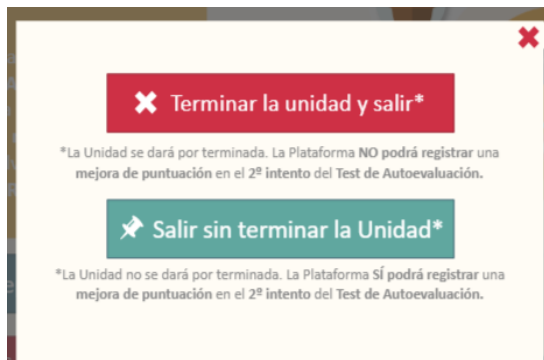 Terminar la unidad y salir*
*La Unidad se dará por terminada. La Plataforma NO podrá registrar una
mejora de puntuación en el 2º intento del Test de Autoevaluación.
Salir sin terminar la Unidad*
*La Unidad no se dará por terminada. La Plataforma SÍ podrá registrar una
mejora de puntuación en el 2º intento del Test de Autoevaluación.